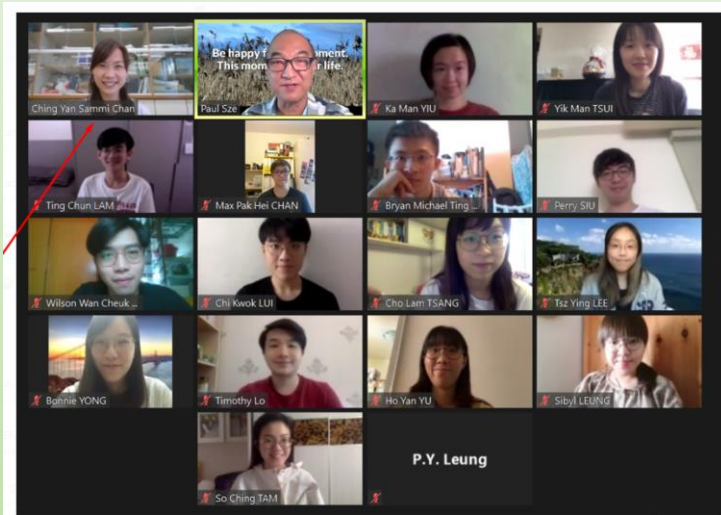 Be happy f      oment.
This mom      r life.
Ching Yan Sammi Chan
Paul Sze
Ka Man YIU
Yik Man TSUI
Ting Chun LAM
Max Pak Hei CHAN
Bryan Michael Ting ...
Perry SIU
Wilson Wan Cheuk ...
Chi Kwok LUI
Cho Lam TSANG
Tsz Ying LEE
Bonnie YONG
Timothy Lo
Ho Yan YU
Sibyl LEUNG
P.Y. Leung
So Ching TAM